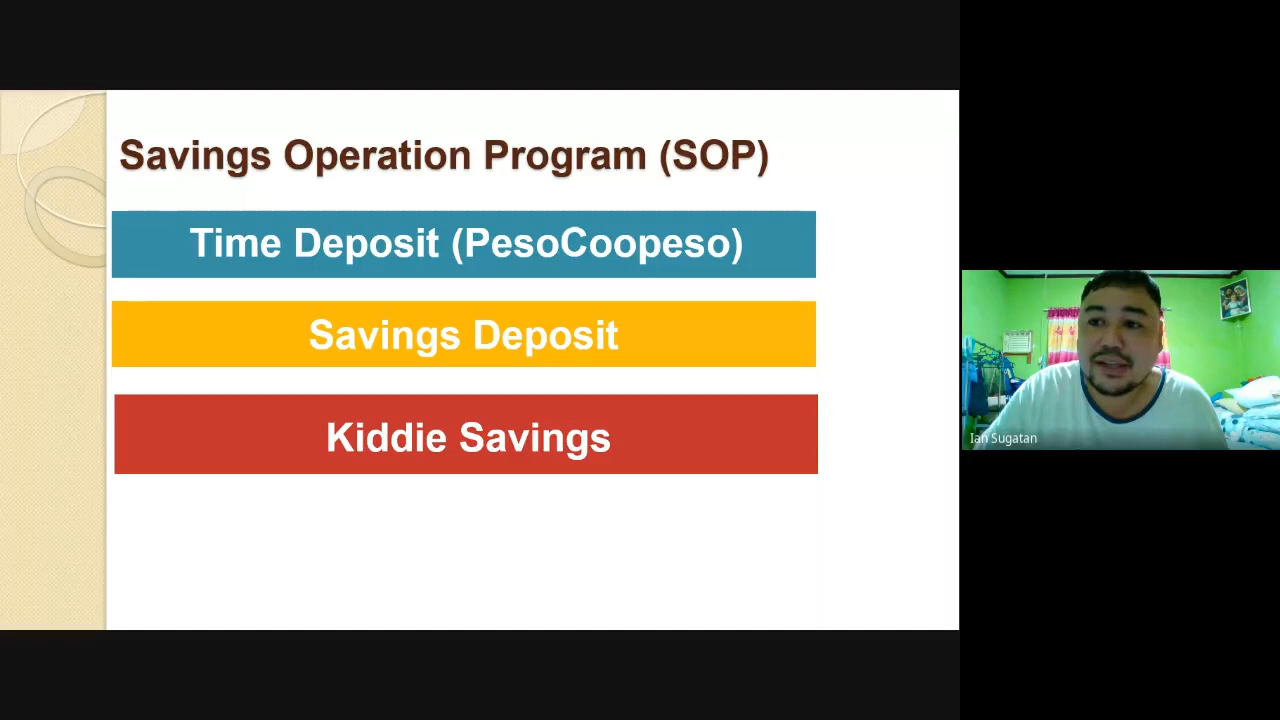 Savings Operation Program (SOP)
Time Deposit (PesoCoopeso)
Savings Deposit
Kiddie Savings
Ian Sugatan